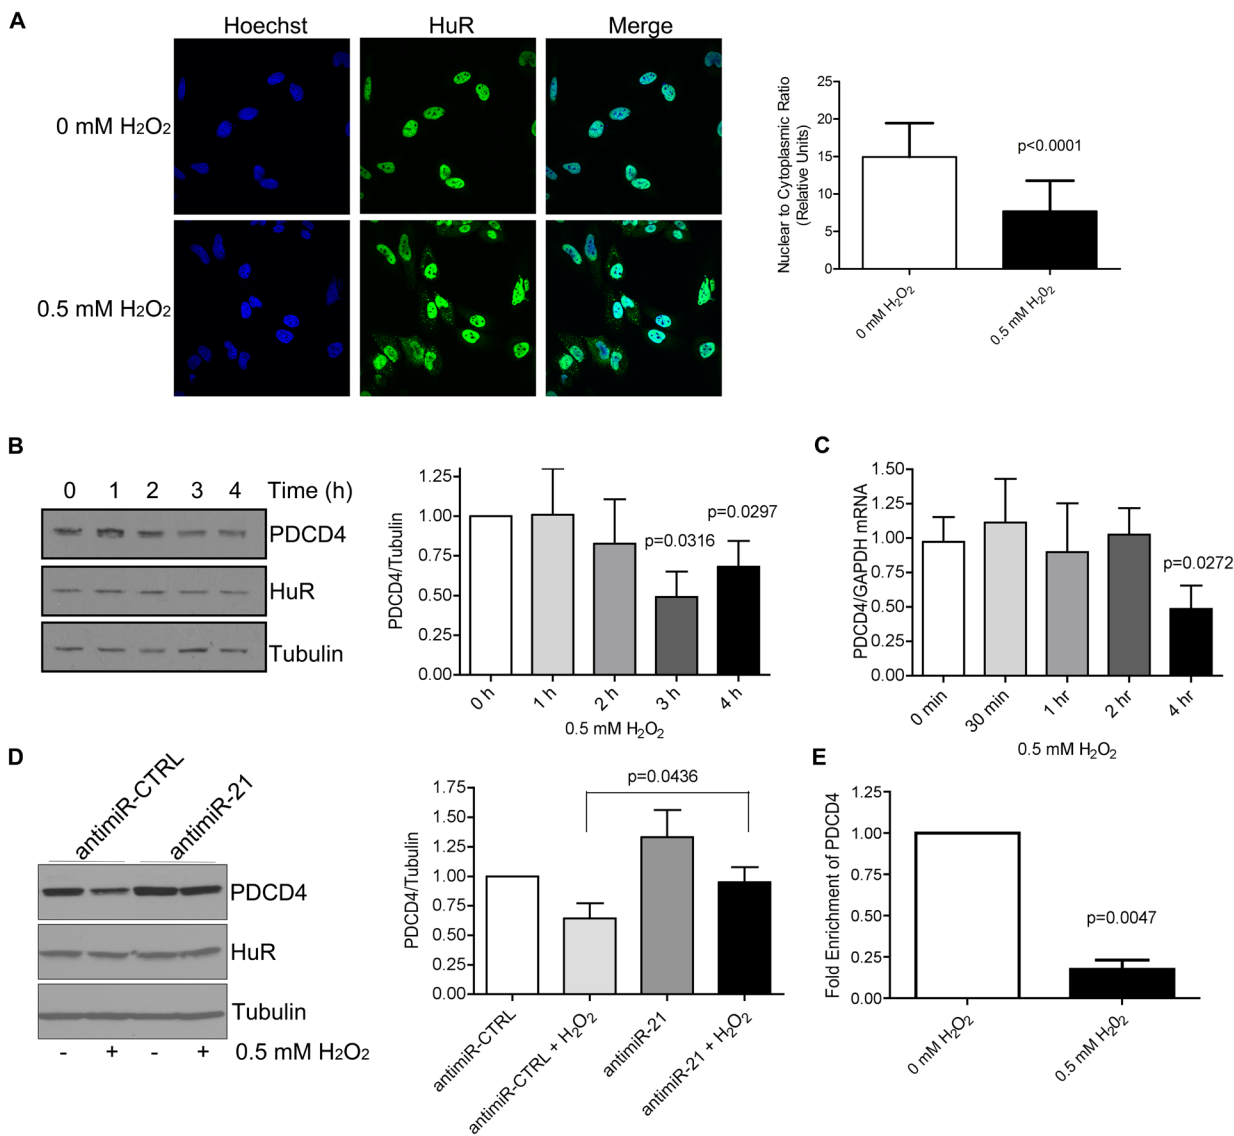 A
Hoechst HuR Merge
0 mM H2O2
0.5 mM H2O2
Nuclear to Cytoplasmic Ratio
(Relative Units)
25
20
15
10
5
0
p<0.0001
0 mM H2O2
0.5 mM H2O2
B
0 1 2 3 4 Time (h)
PDCD4
HuR
Tubulin
PDCD4/Tubulin
1.25
1.00
0.75
0.50
0.25
0.00
p=0.0316
p=0.0297
0 h
1 h
2 h
3 h
4 h
0.5 mM H2O2
C
PDCD4/GAPDH mRNA
1.50
1.25
1.00
0.75
0.50
0.25
0.00
p=0.0272
0 min
30 min
1 hr
2 hr
4 hr
0.5 mM H2O2
D
antimiR-CTRL
antimiR-21
PDCD4
HuR
Tubulin
- + - + 0.5 mM H2O2
PDCD4/Tubulin
1.75
1.50
1.25
1.00
0.75
0.50
0.25
0.00
p=0.0436
antimiR-CTRL
antimiR-CTRL + H2O2
antimiR-21
antimiR-21 + H2O2
E
Fold Enrichment of PDCD4
1.25
1.00
0.75
0.50
0.25
0.00
p=0.0047
0 mM H2O2
0.5 mM H2O2